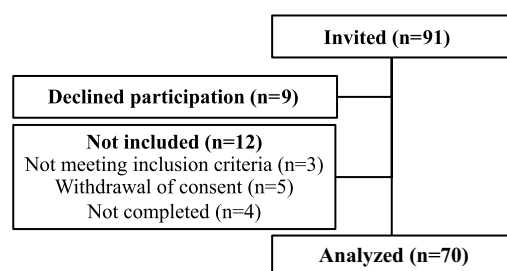 Invited (n=91)
Declined participation (n=9)
Not included (n=12)
Not meeting inclusion criteria (n=3)
Withdrawal of consent (n=5)
Not completed (n=4)
Analyzed (n=70)